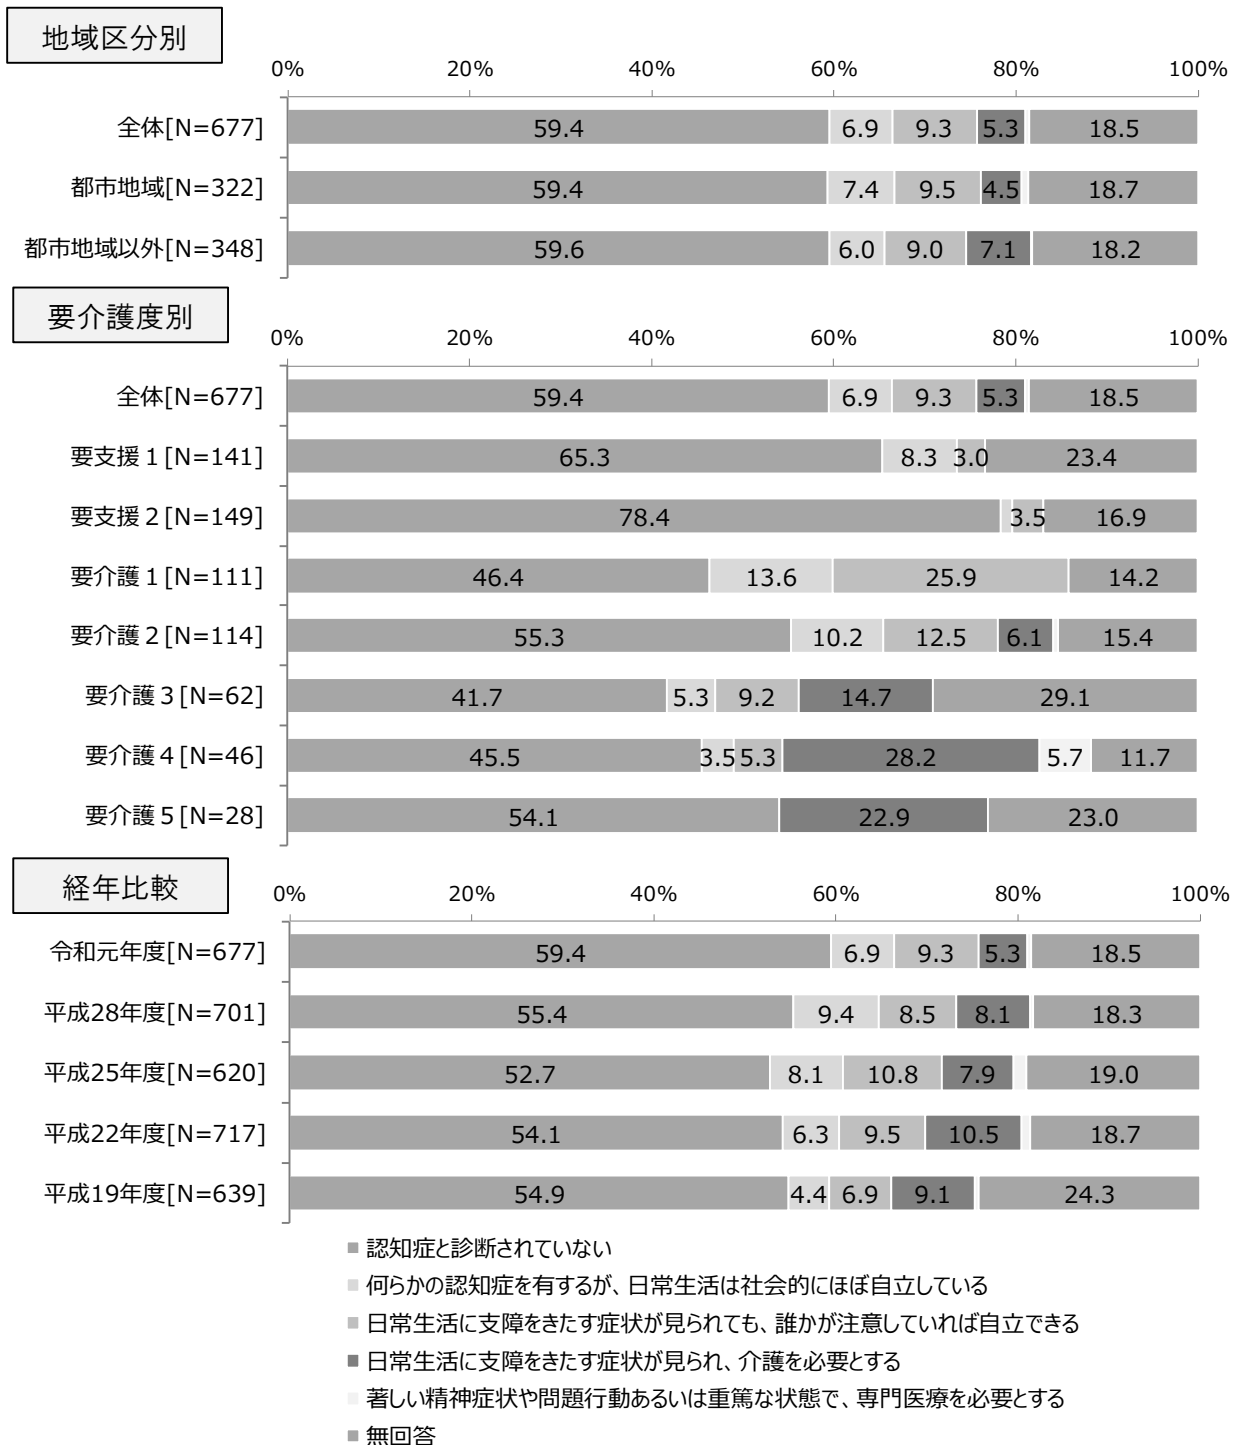 地域区分別
0% 20% 40% 60% 80% 100%
全体[N=677] 59.4 6.9 9.3 5.3 18.5
都市地域[N=322] 59.4 7.4 9.5 4.5 18.7
都市地域以外[N=348] 59.6 6.0 9.0 7.1 18.2
要介護度別
0% 20% 40% 60% 80% 100%
全体[N=677] 59.4 6.9 9.3 5.3 18.5
要支援１[N=141] 65.3 8.3 3.0 23.4
要支援２[N=149] 78.4 3.5 16.9
要介護１[N=111] 46.4 13.6 25.9 14.2
要介護２[N=114] 55.3 10.2 12.5 6.1 15.4
要介護３[N=62] 41.7 5.3 9.2 14.7 29.1
要介護４[N=46] 45.5 3.5 5.3 28.2 5.7 11.7
要介護５[N=28] 54.1 22.9 23.0
経年比較
0% 20% 40% 60% 80% 100%
令和元年度[N=677] 59.4 6.9 9.3 5.3 18.5
平成28年度[N=701] 55.4 9.4 8.5 8.1 18.3
平成25年度[N=620] 52.7 8.1 10.8 7.9 19.0
平成22年度[N=717] 54.1 6.3 9.5 10.5 18.7
平成19年度[N=639] 54.9 4.4 6.9 9.1 24.3
認知症と診断されていない
何らかの認知症を有するが、日常生活は社会的にほぼ自立している
日常生活に支障をきたす症状が見られても、誰かが注意していれば自立できる
日常生活に支障をきたす症状が見られ、介護を必要とする
著しい精神症状や問題行動あるいは重篤な状態で、専門医療を必要とする
無回答